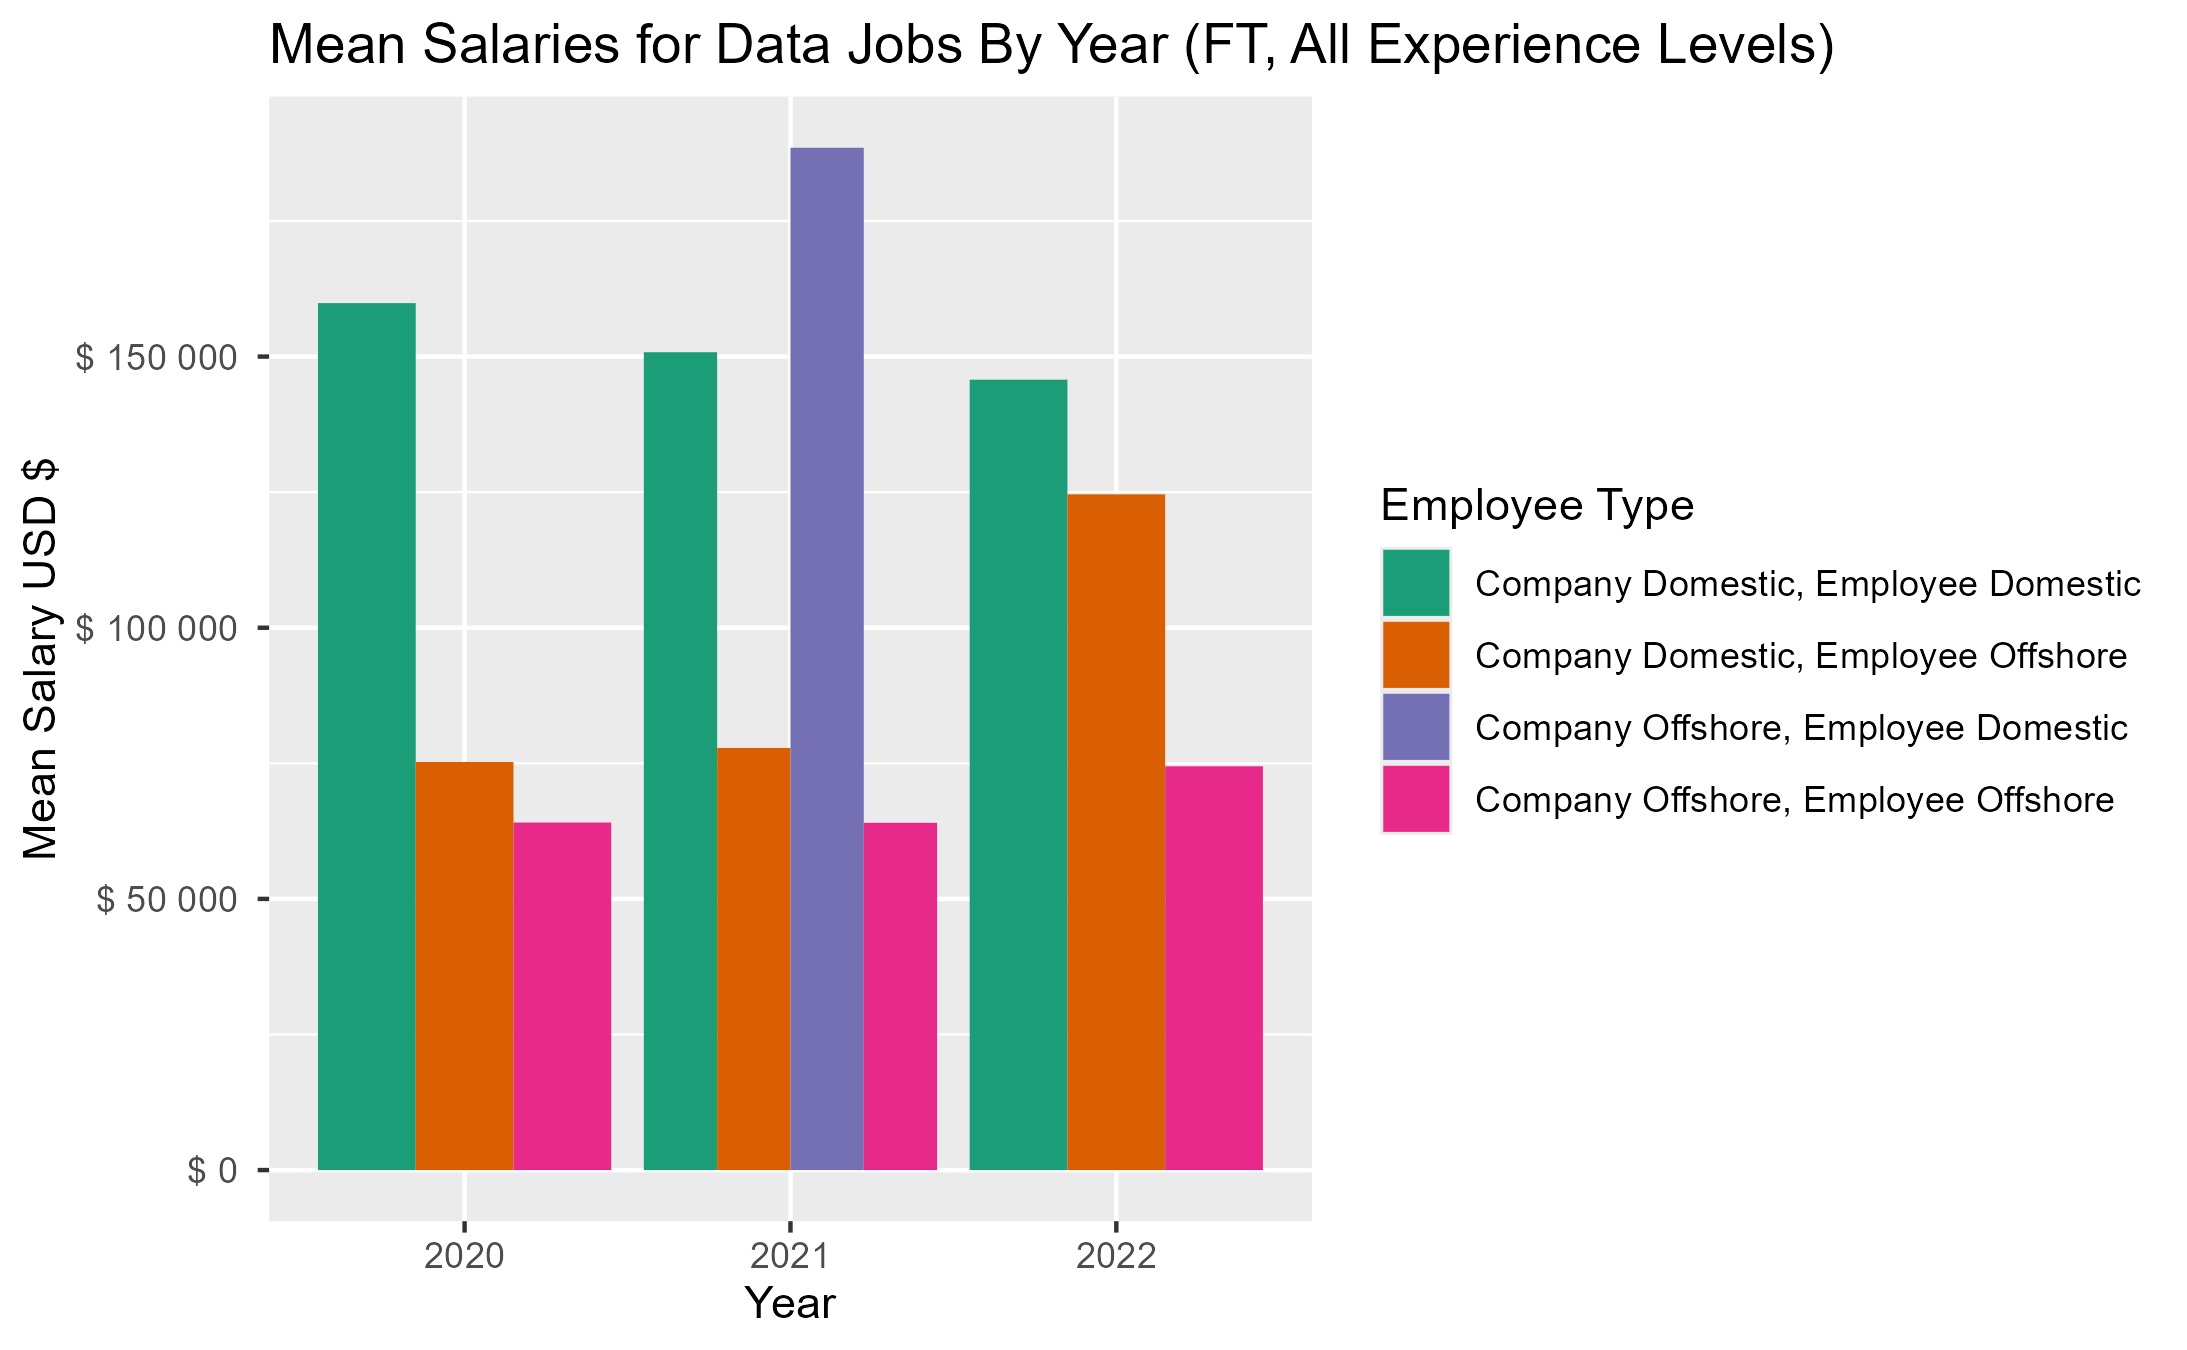 Mean Salaries for Data Jobs By Year (FT, All Experience Levels)
Mean Salary USD $
$ 150 000
$ 100 000
$ 50 000
$ 0
2020 2021 2022
Year
Employee Type
Company Domestic, Employee Domestic
Company Domestic, Employee Offshore
Company Offshore, Employee Domestic
Company Offshore, Employee Offshore